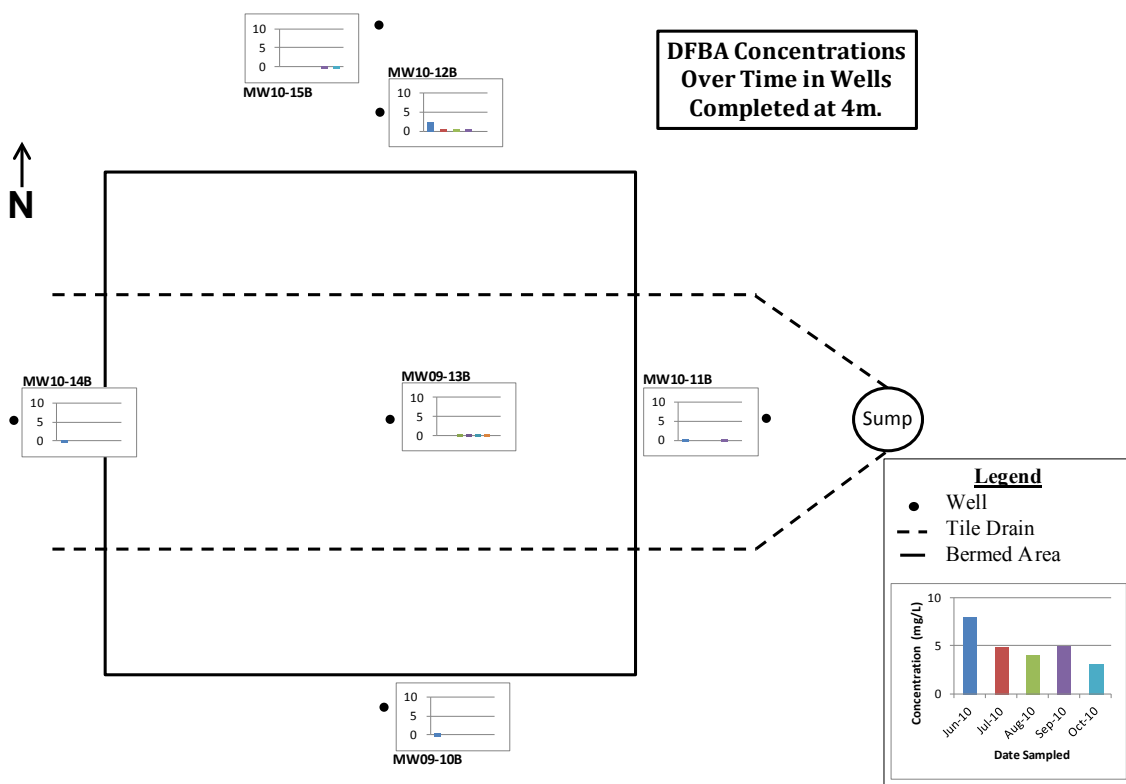 10
5
0
MW10-15B
MW10-12B
10
5
0
DFBA Concentrations
Over Time in Wells
Completed at 4m.
N
MW10-14B
10
5
0
MW09-13B
10
5
0
MW10-11B
10
5
0
Sump
10
5
0
MW09-10B
Legend
Well
Tile Drain
Bermed Area
Concentration (mg/L)
10
5
0
Jun-10
Jul-10
Aug-10
Sep-10
Oct-10
Date Sampled